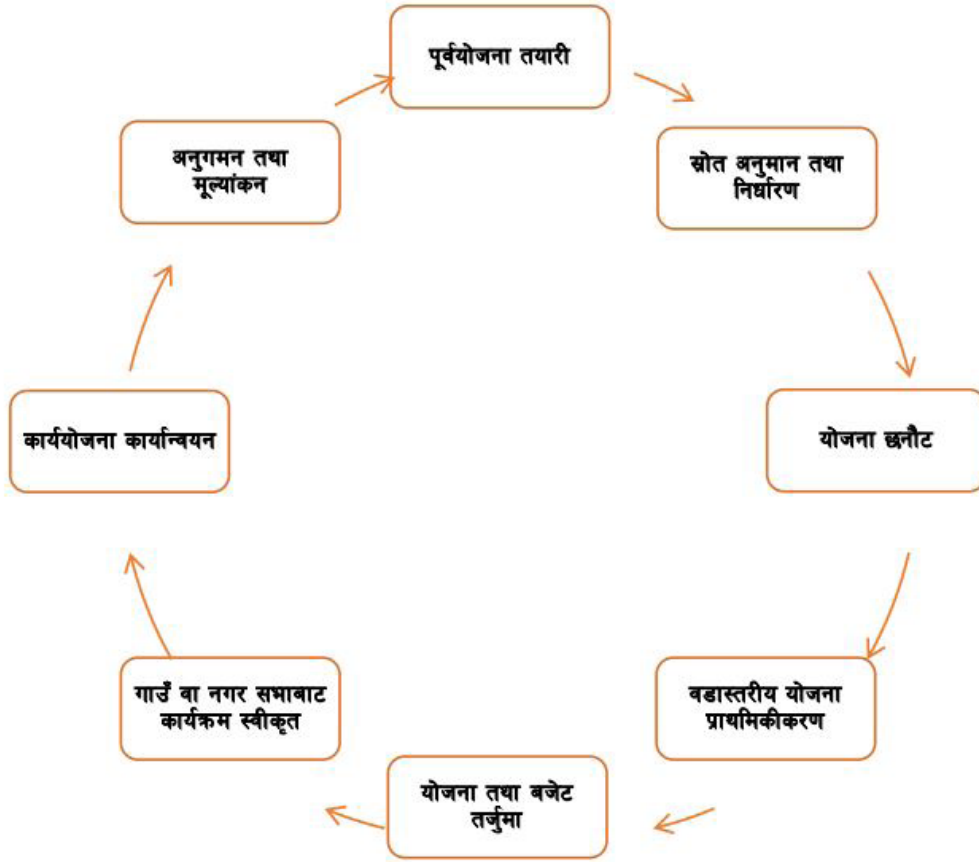 पूर्वयोजना तयारी
स्रोत अनुमान तथा
निर्धारण
योजना छनौट
वडास्तरीय योजना
प्राथमिकीकरण
योजना तथा बजेट
तर्जुमा
गाउँ वा नगर सभाबाट
कार्यक्रम स्वीकृत
कार्ययोजना कार्यान्वयन
अनुगमन तथा
मूल्यांकन